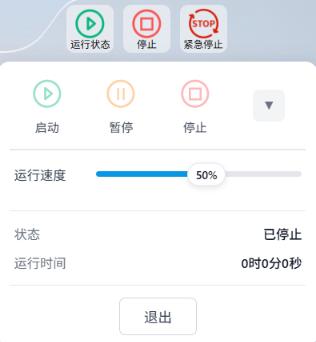 STOP
运行状态 停止 紧急停止
启动 暂停 停止
运行速度 50%
状态 已停止
运行时间 0时0分0秒
退出